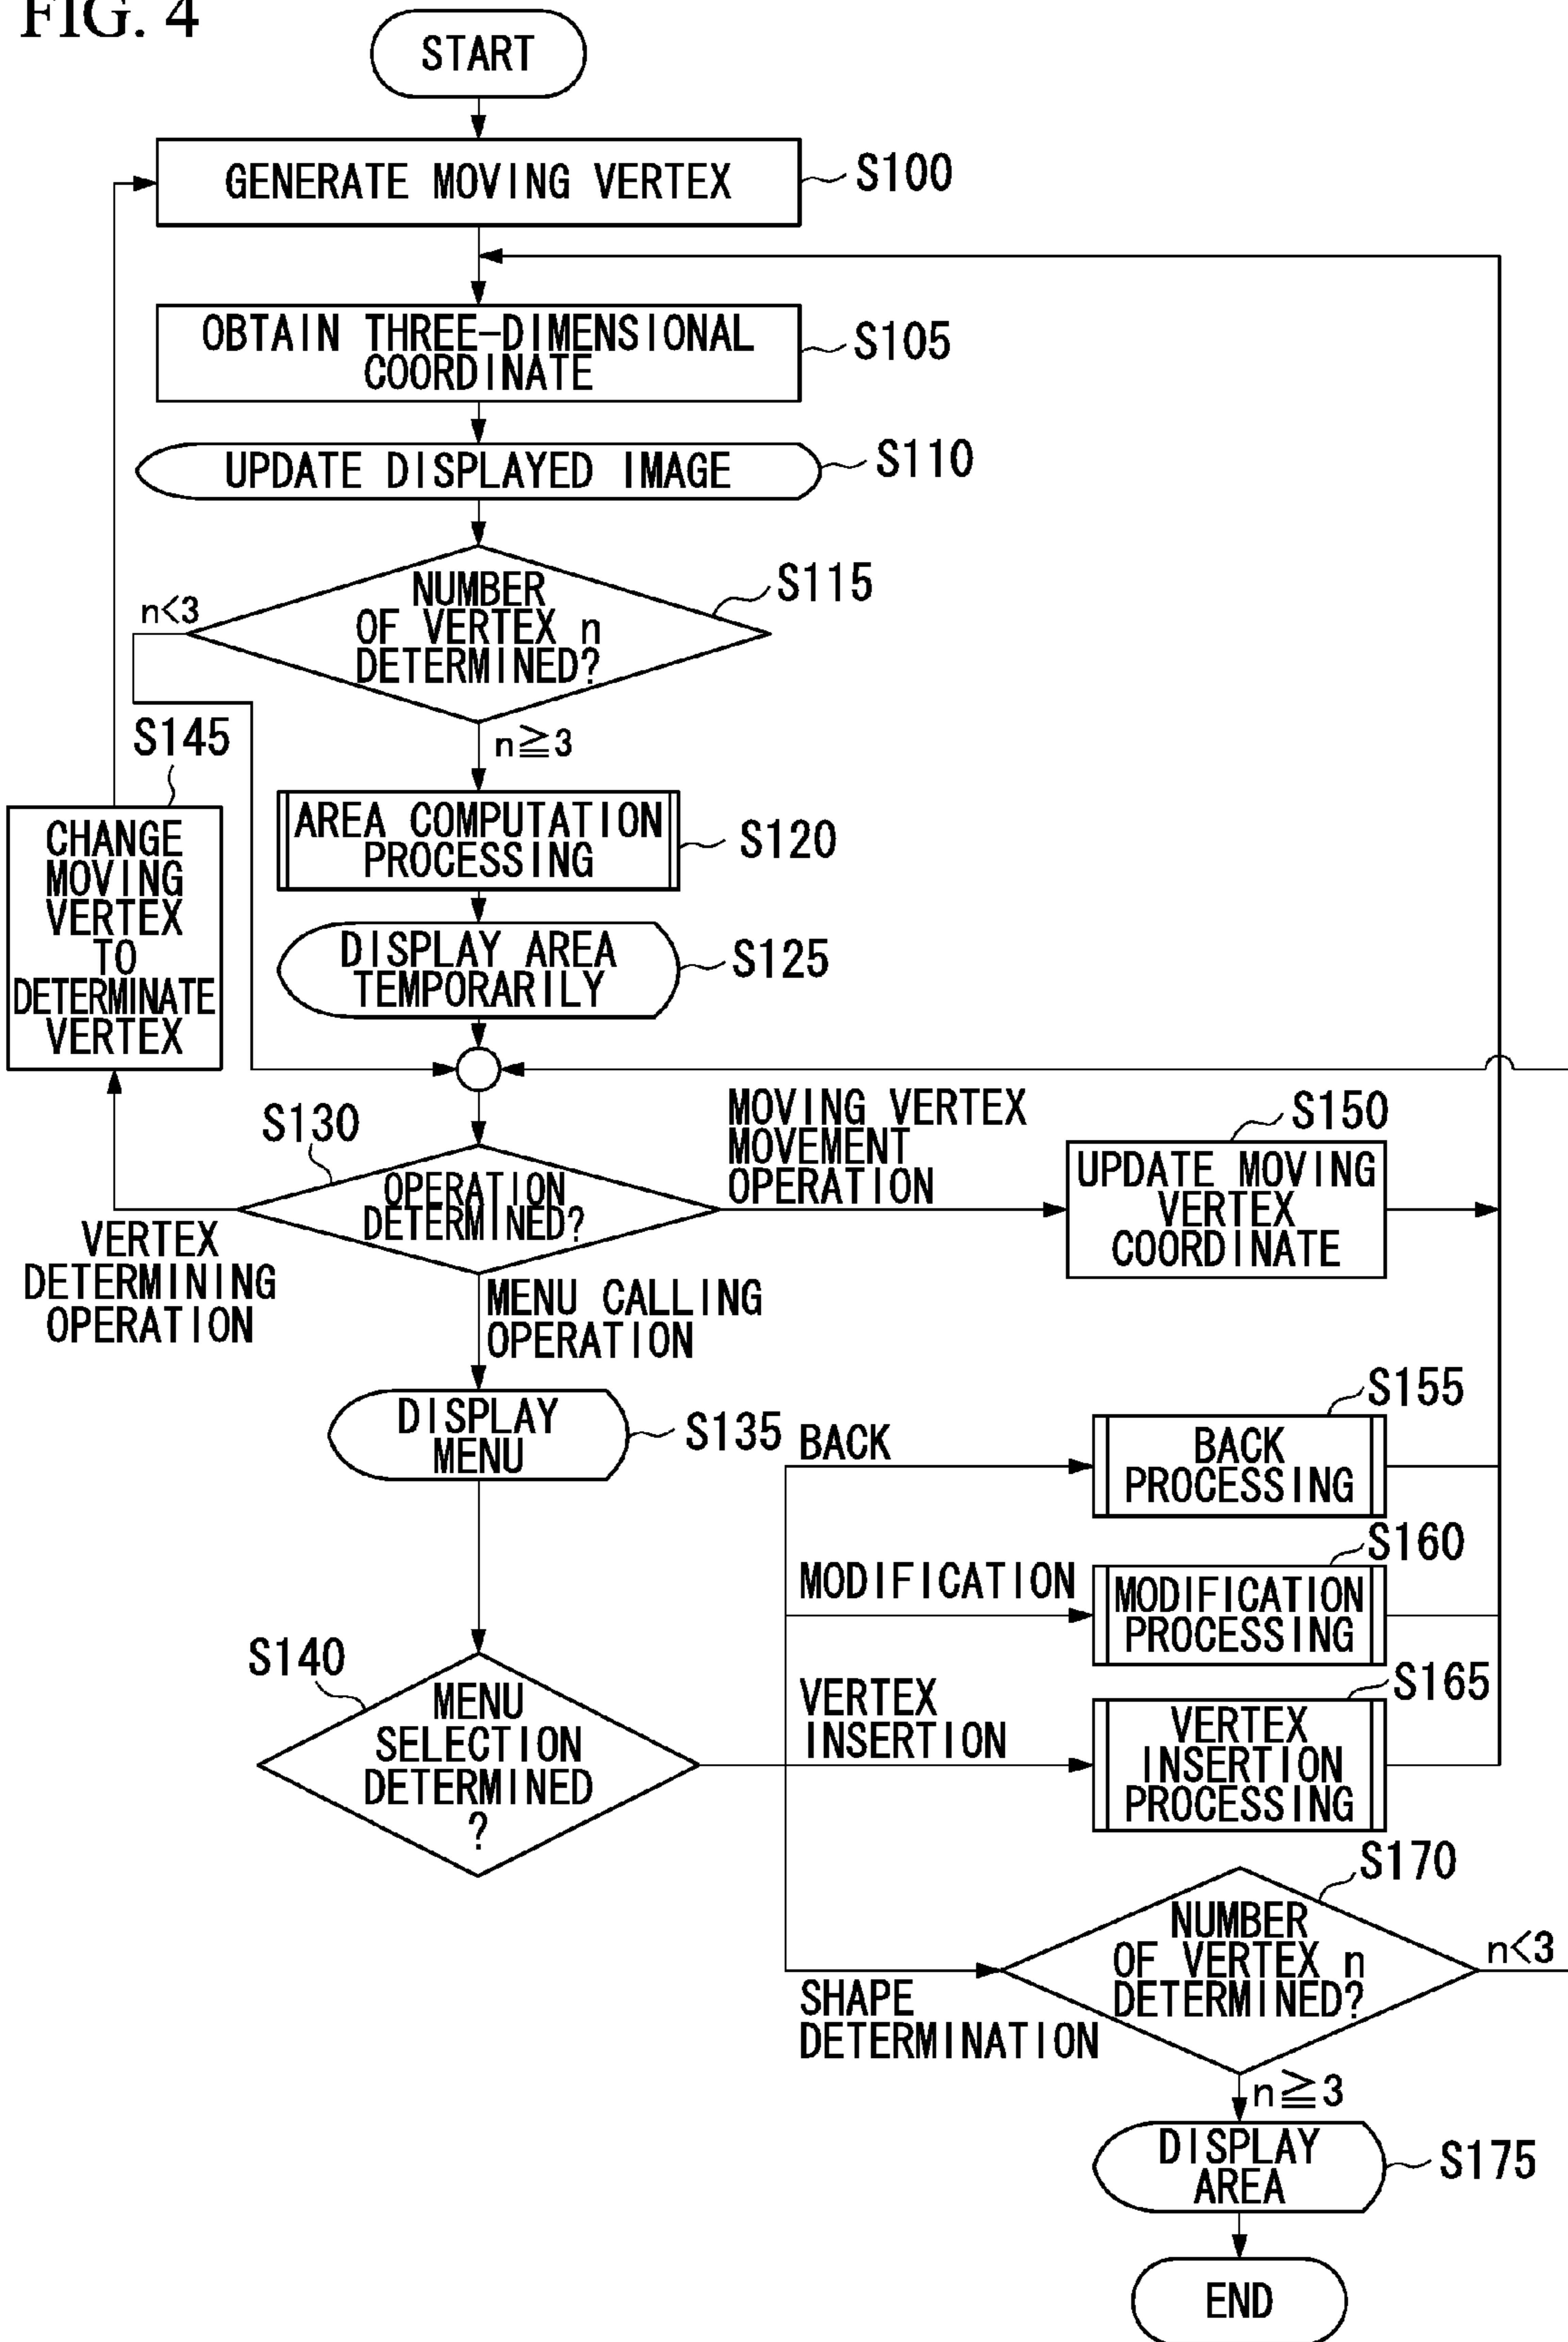 FIG. 4
START
GENERATE MOVING VERTEX
S100
OBTAIN THREE-DIMENSIONAL
COORDINATE
S105
UPDATE DISPLAYED IMAGE
S110
NUMBER
OF VERTEX n
DETERMINED?
S115
n<3
n≧3
S145
CHANGE
MOVING
VERTEX
TO
DETERMINATE
VERTEX
AREA COMPUTATION
PROCESSING
S120
DISPLAY AREA
TEMPORARILY
S125
S130
OPERATION
DETERMINED?
VERTEX
DETERMINING
OPERATION
MOVING VERTEX
MOVEMENT
OPERATION
S150
UPDATE MOVING
VERTEX
COORDINATE
MENU CALLING
OPERATION
DISPLAY
MENU
S135
BACK
S155
BACK
PROCESSING
MODIFICATION
S160
MODIFICATION
PROCESSING
S140
MENU
SELECTION
DETERMINED
?
VERTEX
INSERTION
S165
VERTEX
INSERTION
PROCESSING
SHAPE
DETERMINATION
S170
NUMBER
OF VERTEX n
DETERMINED?
n<3
n≧3
DISPLAY
AREA
S175
END